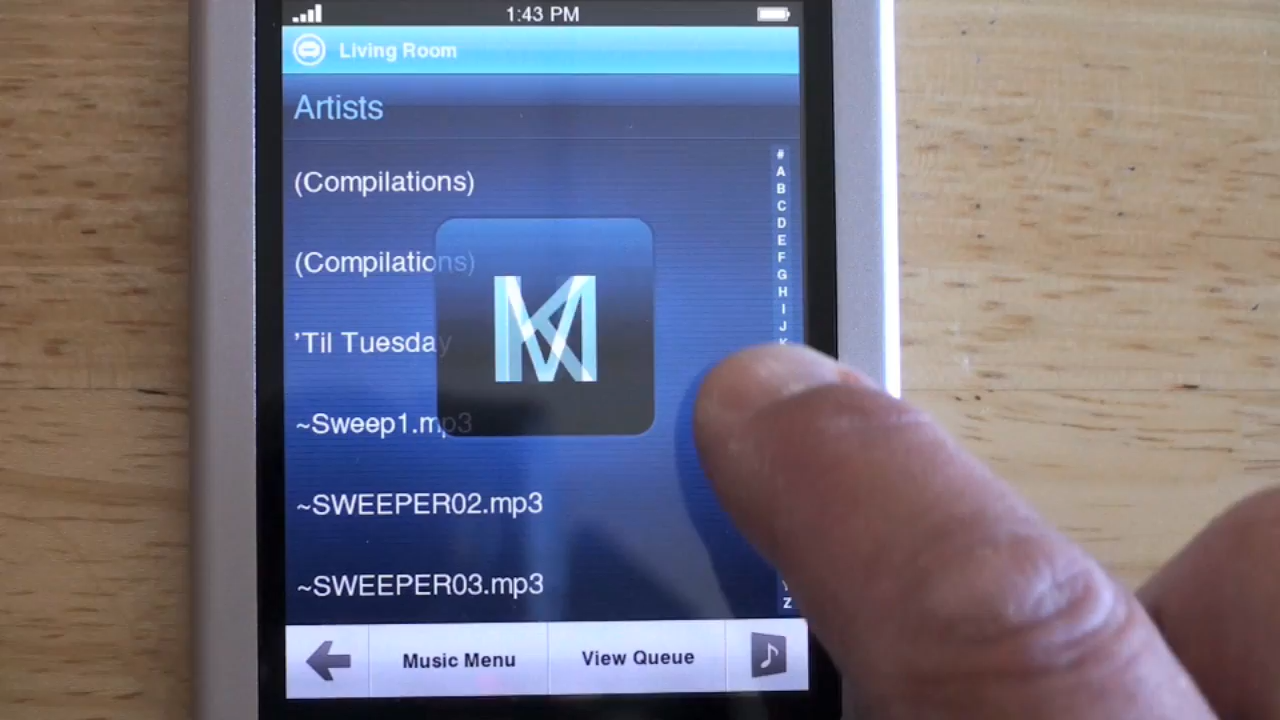 1:43 PM
Living Room
Artists
#
A
B
C
D
E
F
G
H
I
J
K
(Compilations)
(Compilations)
'Til Tuesday
~Sweep1.mp3
~SWEEPER02.mp3
~SWEEPER03.mp3
Y
Z
Music Menu
View Queue